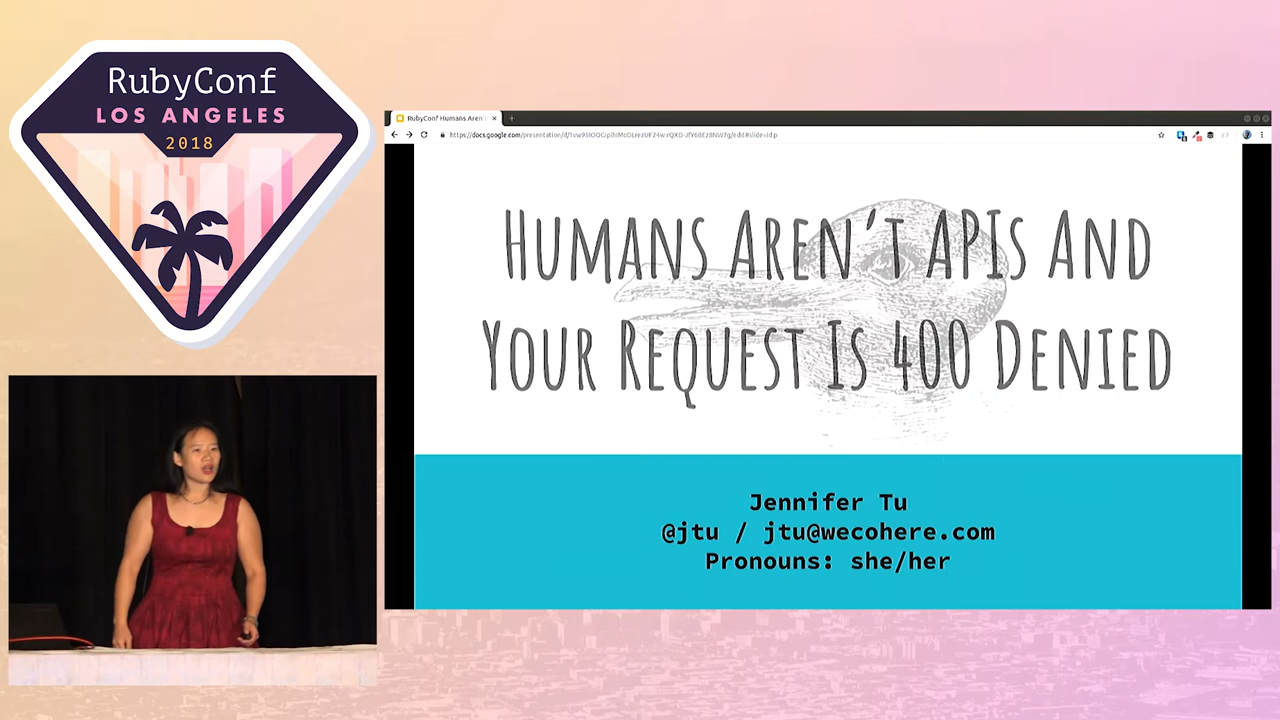 RubyConf
LOS ANGELES
2018
RubyConf Humans Aren'
Humans Aren't APIs And
Your Request Is 400 Denied
Jennifer Tu
@jtu / jtu@wecohere.com
Pronouns: she/her